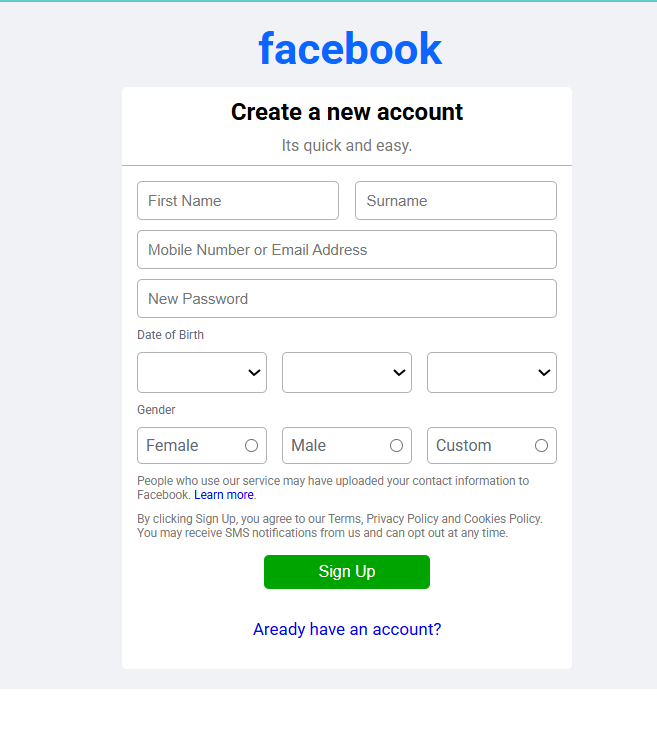 facebook
Create a new account
Its quick and easy.
First Name Surname
Mobile Number or Email Address
New Password
Date of Birth
Gender
Female Male Custom
People who use our service may have uploaded your contact information to
Facebook. Learn more.
By clicking Sign Up, you agree to our Terms, Privacy Policy and Cookies Policy.
You may receive SMS notifications from us and can opt out at any time.
Sign Up
Aready have an account?